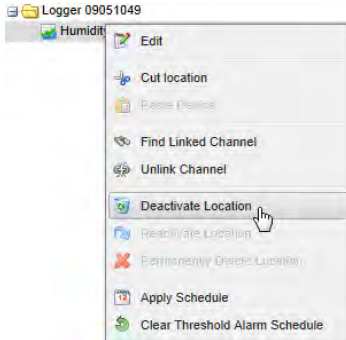 Logger 09051049
Humidity
Edit
Cut location
Paste Device
Find Linked Channel
Unlink Channel
Deactivate Location
Reactivate Location
Permanently Delete Location
12
Apply Schedule
Clear Threshold Alarm Schedule